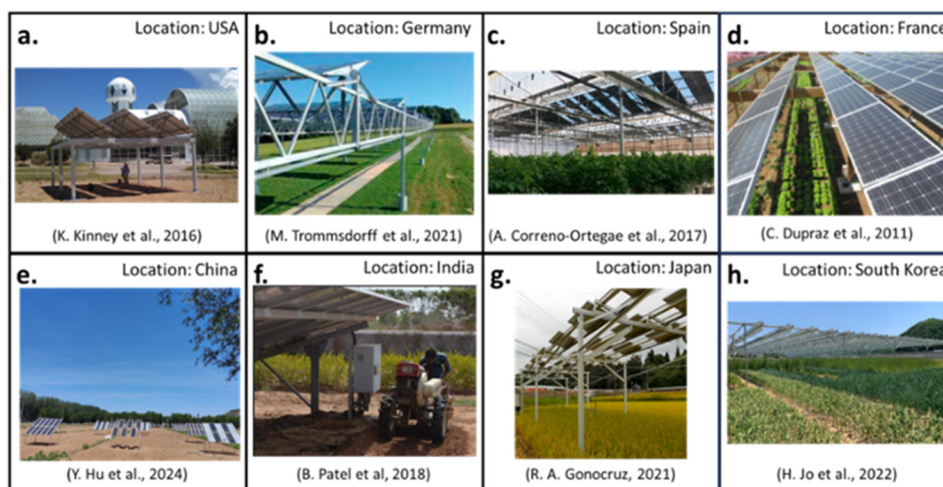 a. Location: USA
b. Location: Germany
c. Location: Spain
d. Location: France
(K. Kinney et al., 2016)
(M. Trommsdorff et al., 2021)
(A. Correno-Ortegae et al., 2017)
(C. Dupraz et al., 2011)
e. Location: China
f. Location: India
g. Location: Japan
h. Location: South Korea
(Y. Hu et al., 2024)
(B. Patel et al, 2018)
(R. A. Gonocruz, 2021)
(H. Jo et al., 2022)